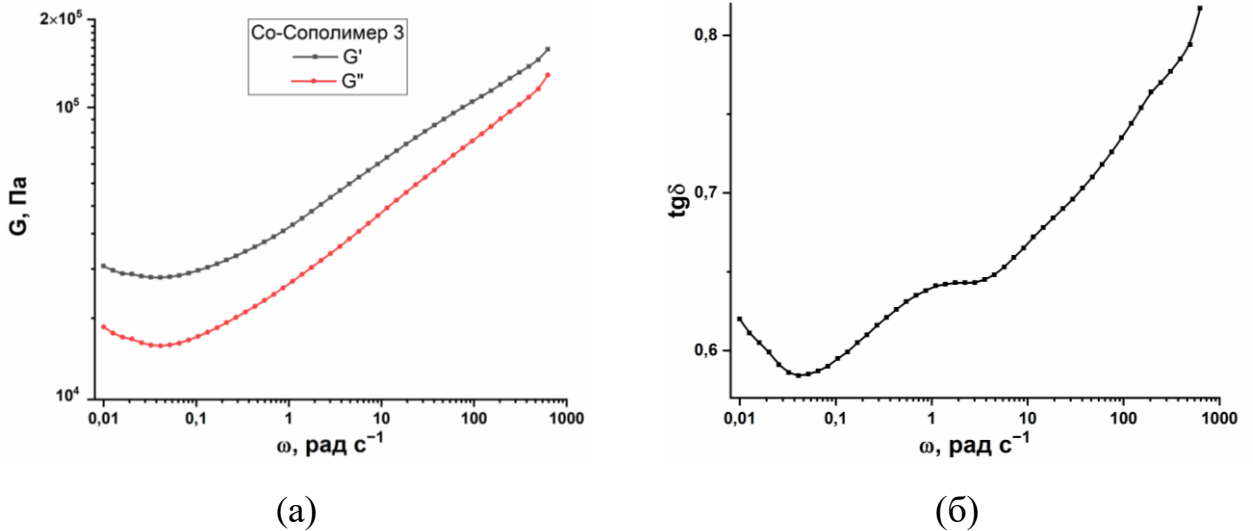 2×10⁵
10⁵
10⁴
G, Па
Co-Сополимер 3
G'
G"
0,01 0,1 1 10 100 1000
ω, рад с⁻¹
(а)
0,8
0,7
0,6
tgδ
0,01 0,1 1 10 100 1000
ω, рад с⁻¹
(б)